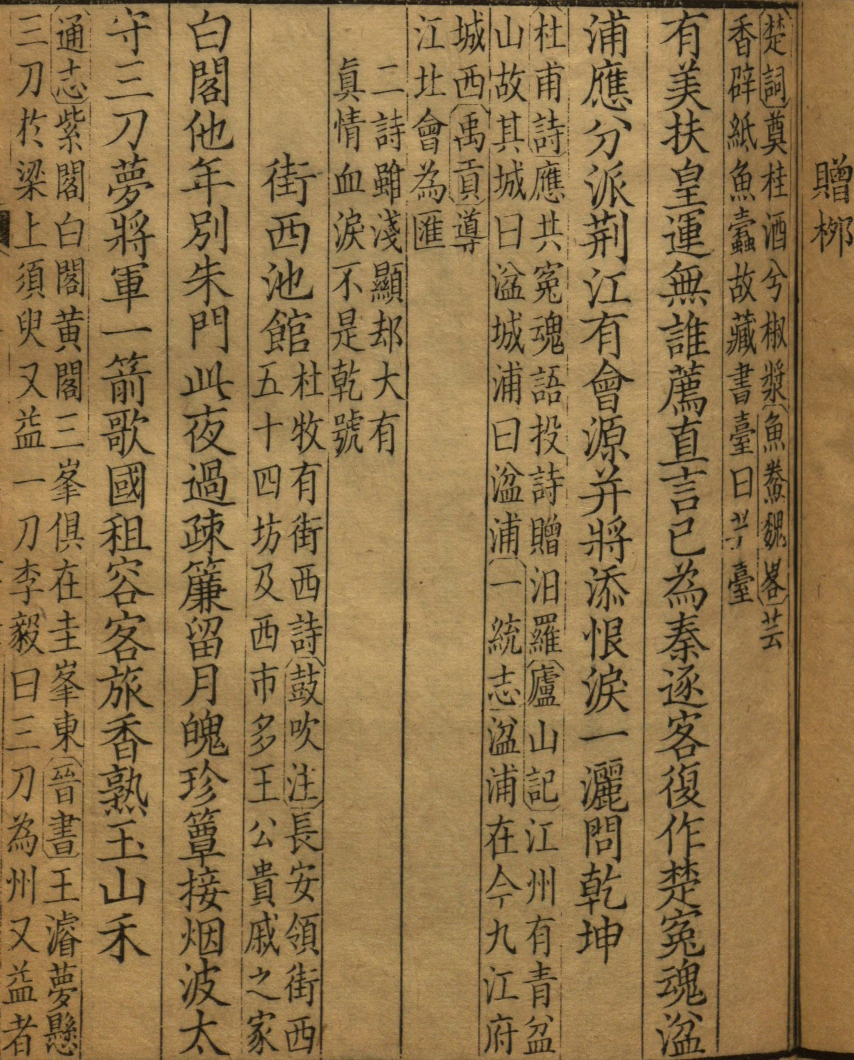 贈柳
楚詞奠桂酒兮椒漿魚豢魏畧芸
香辟紙魚蠹故藏書臺曰芸臺
有美扶皇運無誰薦直言已為秦逐客復作楚冤魂湓
浦應分派荆江有會源并將添恨淚一灑問乾坤
杜甫詩應共冤魂語投詩贈汨羅廬山記江州有青盆
山故其城曰湓城浦曰湓浦一統志湓浦在今九江府
城西禹貢導
江北會為匯
二詩雖淺顯却大有
真情血淚不是乾號
街西池館
杜牧有街西詩鼓吹注長安領街西
五十四坊及西市多王公貴戚之家
白閣他年別朱門此夜過疎簾留月魄珍簟接烟波太
守三刀夢將軍一箭歌國租容客旅香熟玉山禾
通志紫閣白閣黃閣三峯俱在圭峯東晉書王濬夢懸
三刀於梁上須臾又益一刀李毅曰三刀為州又益者